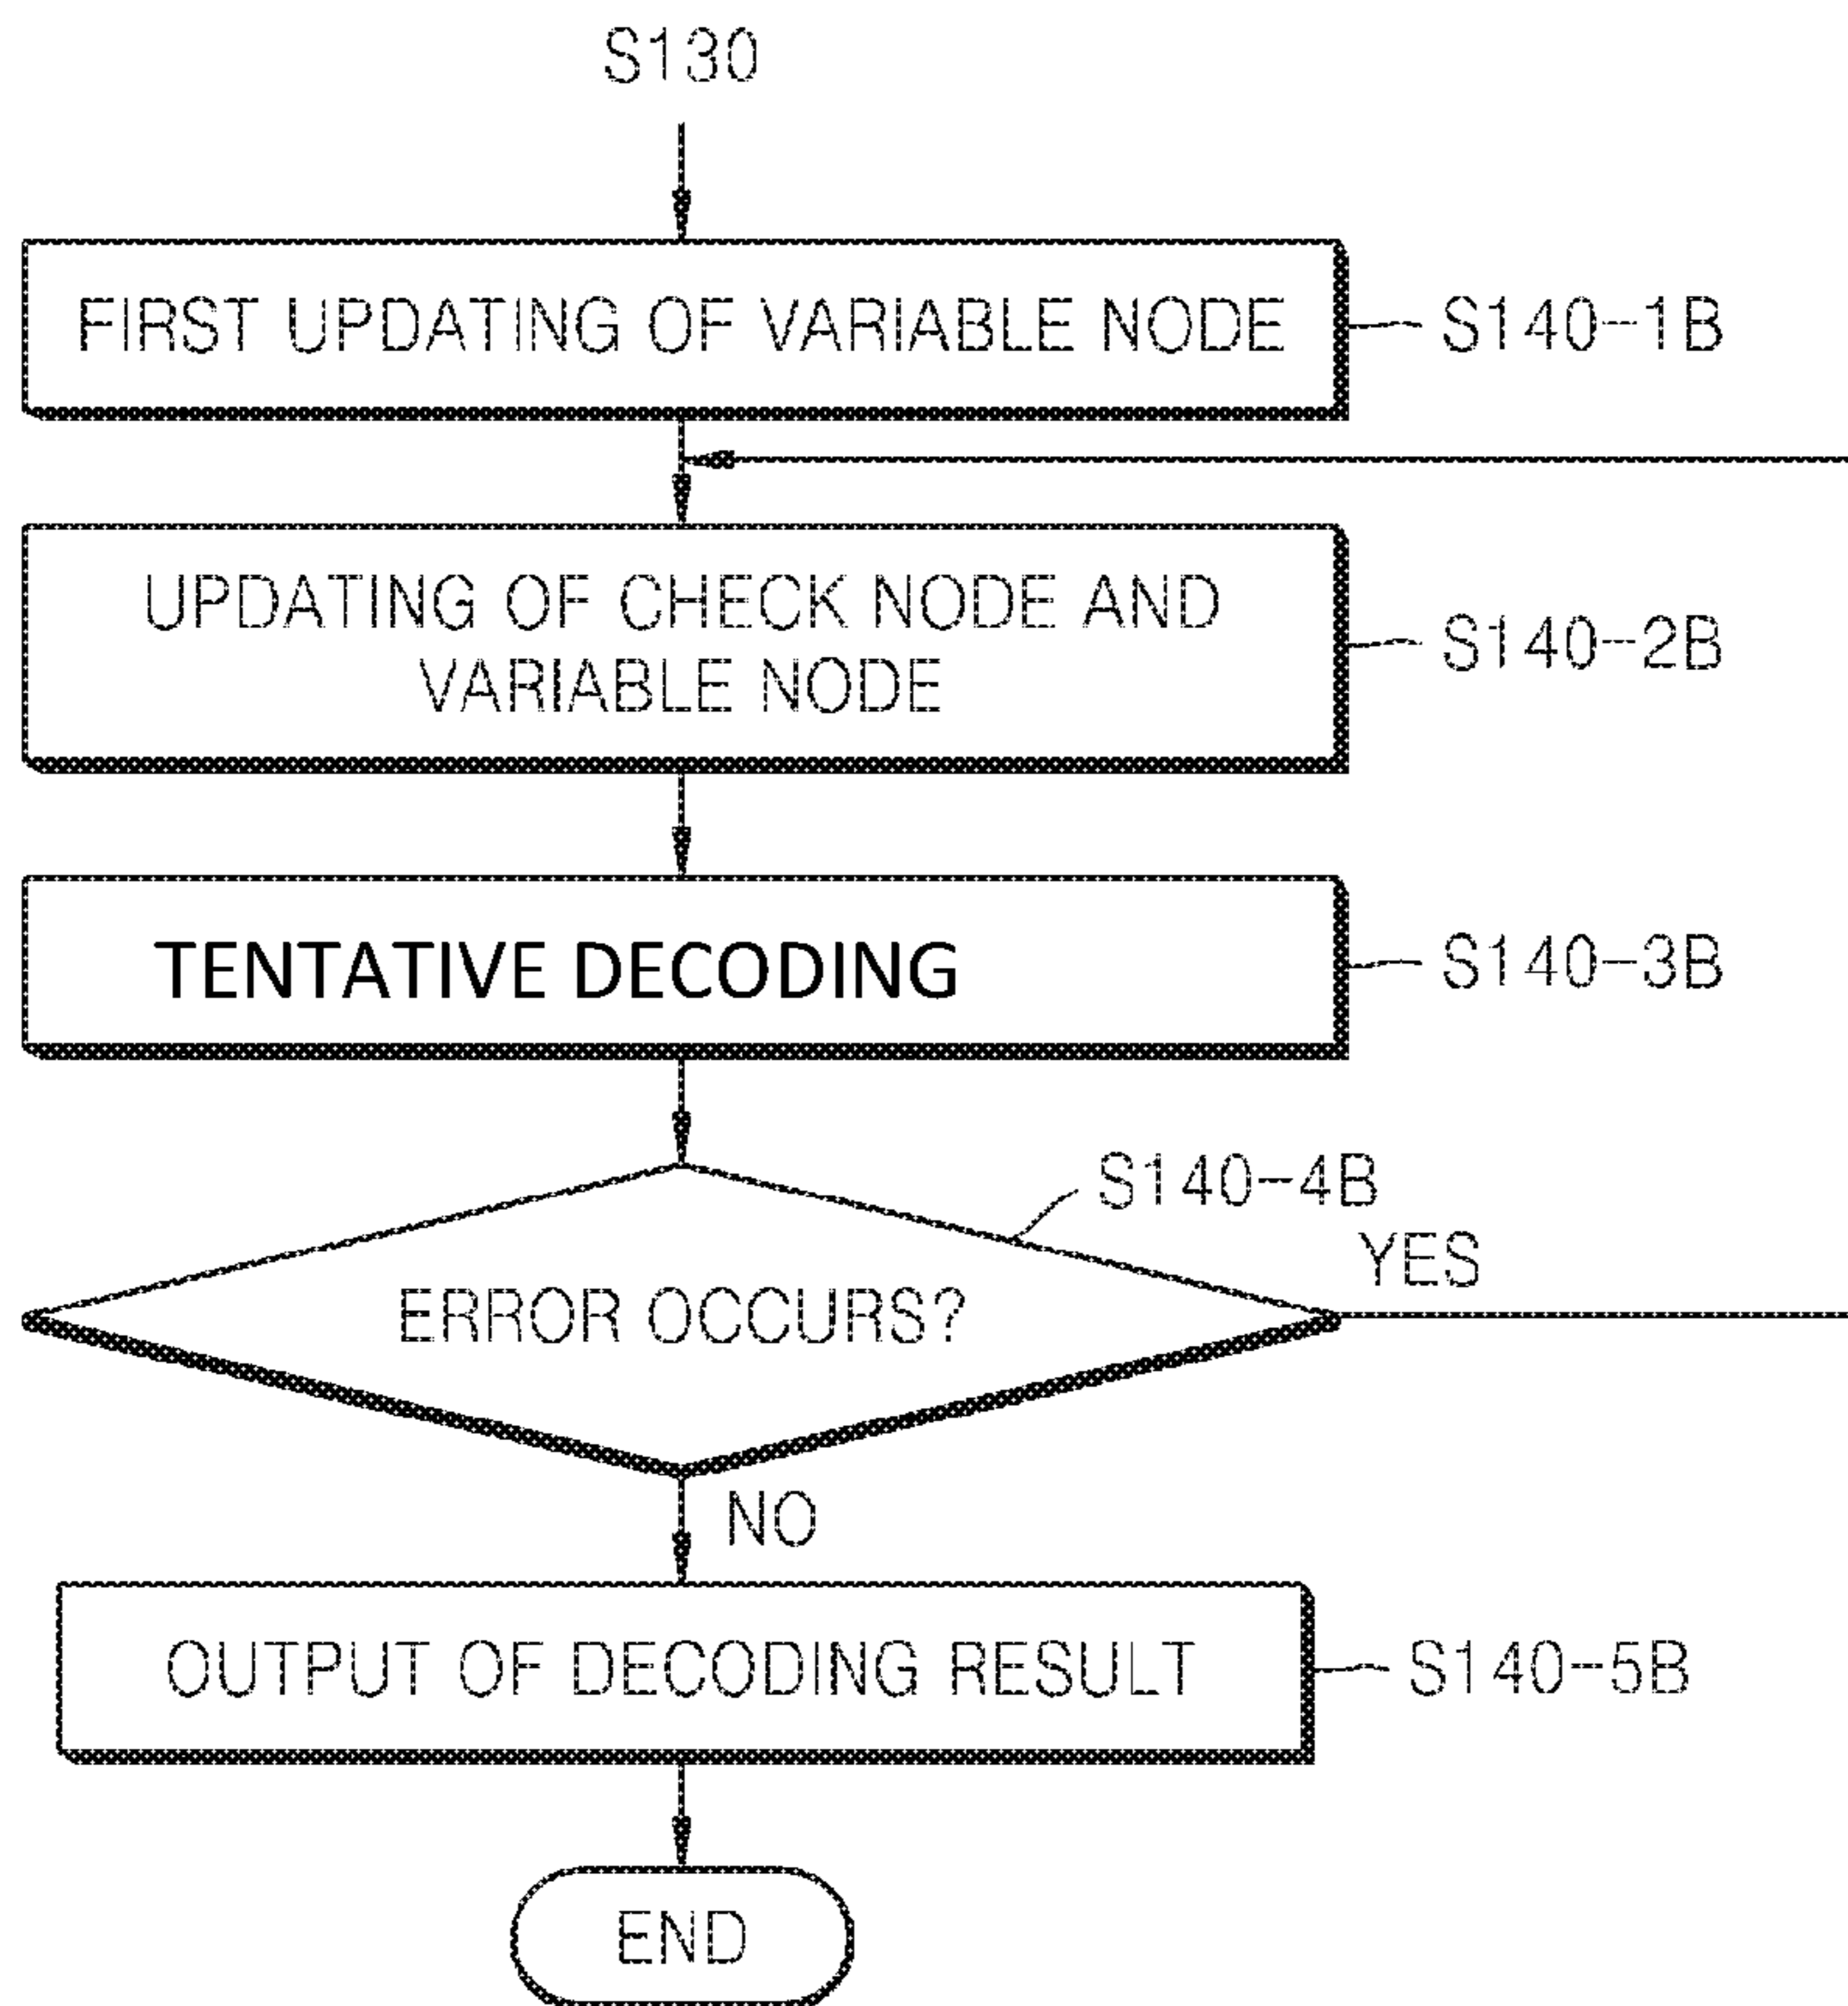 S130
FIRST UPDATING OF VARIABLE NODE
S140-1B
UPDATING OF CHECK NODE AND
VARIABLE NODE
S140-2B
TENTATIVE DECODING
S140-3B
S140-4B
YES
ERROR OCCURS?
NO
OUTPUT OF DECODING RESULT
S140-5B
END